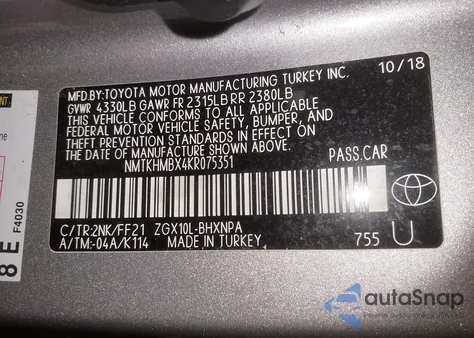 MFD.BY:TOYOTA MOTOR MANUFACTURING TURKEY INC. 10/18
GVWR 4330LB GAWR FR 2315LB RR 2380LB
THIS VEHICLE CONFORMS TO ALL APPLICABLE
FEDERAL MOTOR VEHICLE SAFETY, BUMPER, AND
THEFT PREVENTION STANDARDS IN EFFECT ON THE
DATE OF MANUFACTURE SHOWN ABOVE.
NMTKHMBX4KR075351 PASS.CAR
C/TR:2NK/FF21 ZGX10L-BHXNPA
A/TM:-04A/K114 MADE IN TURKEY 755 U
F4030
8 E
autoSnap